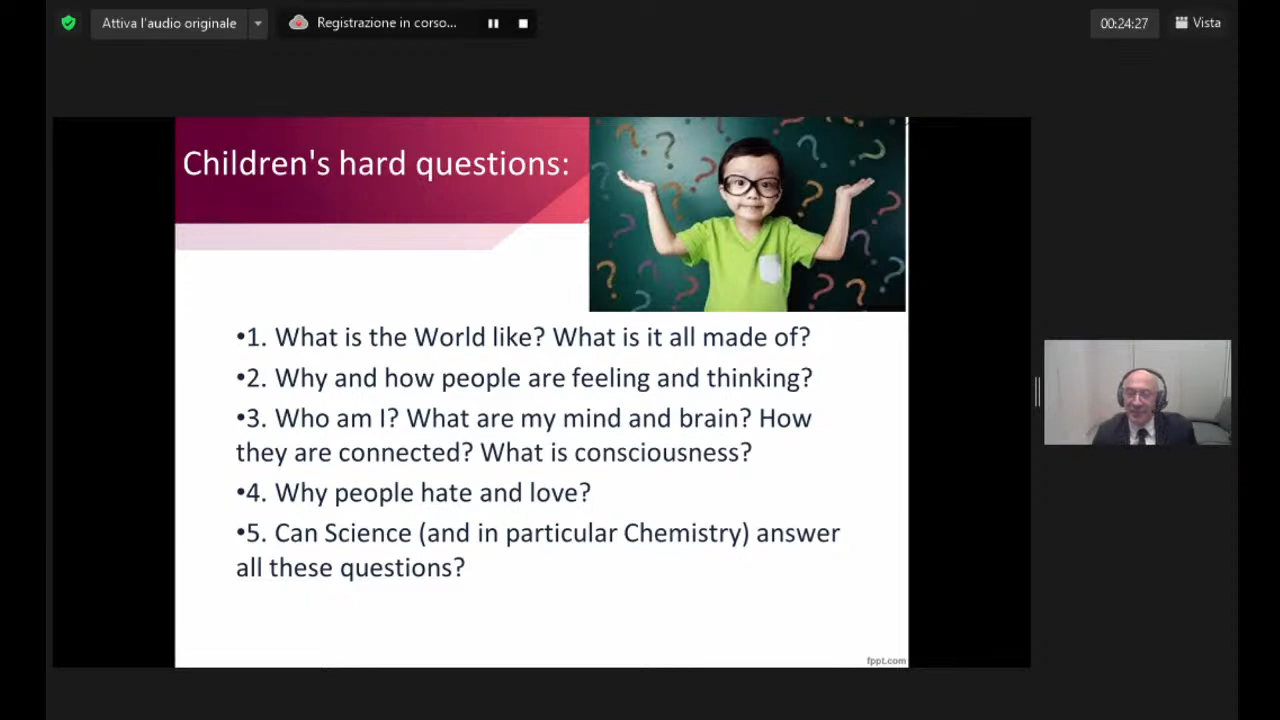 Attiva l'audio originale
Registrazione in corso...
00:24:27
Vista
Children's hard questions:
•1. What is the World like? What is it all made of?
•2. Why and how people are feeling and thinking?
•3. Who am I? What are my mind and brain? How
they are connected? What is consciousness?
•4. Why people hate and love?
•5. Can Science (and in particular Chemistry) answer
all these questions?
fppt.com